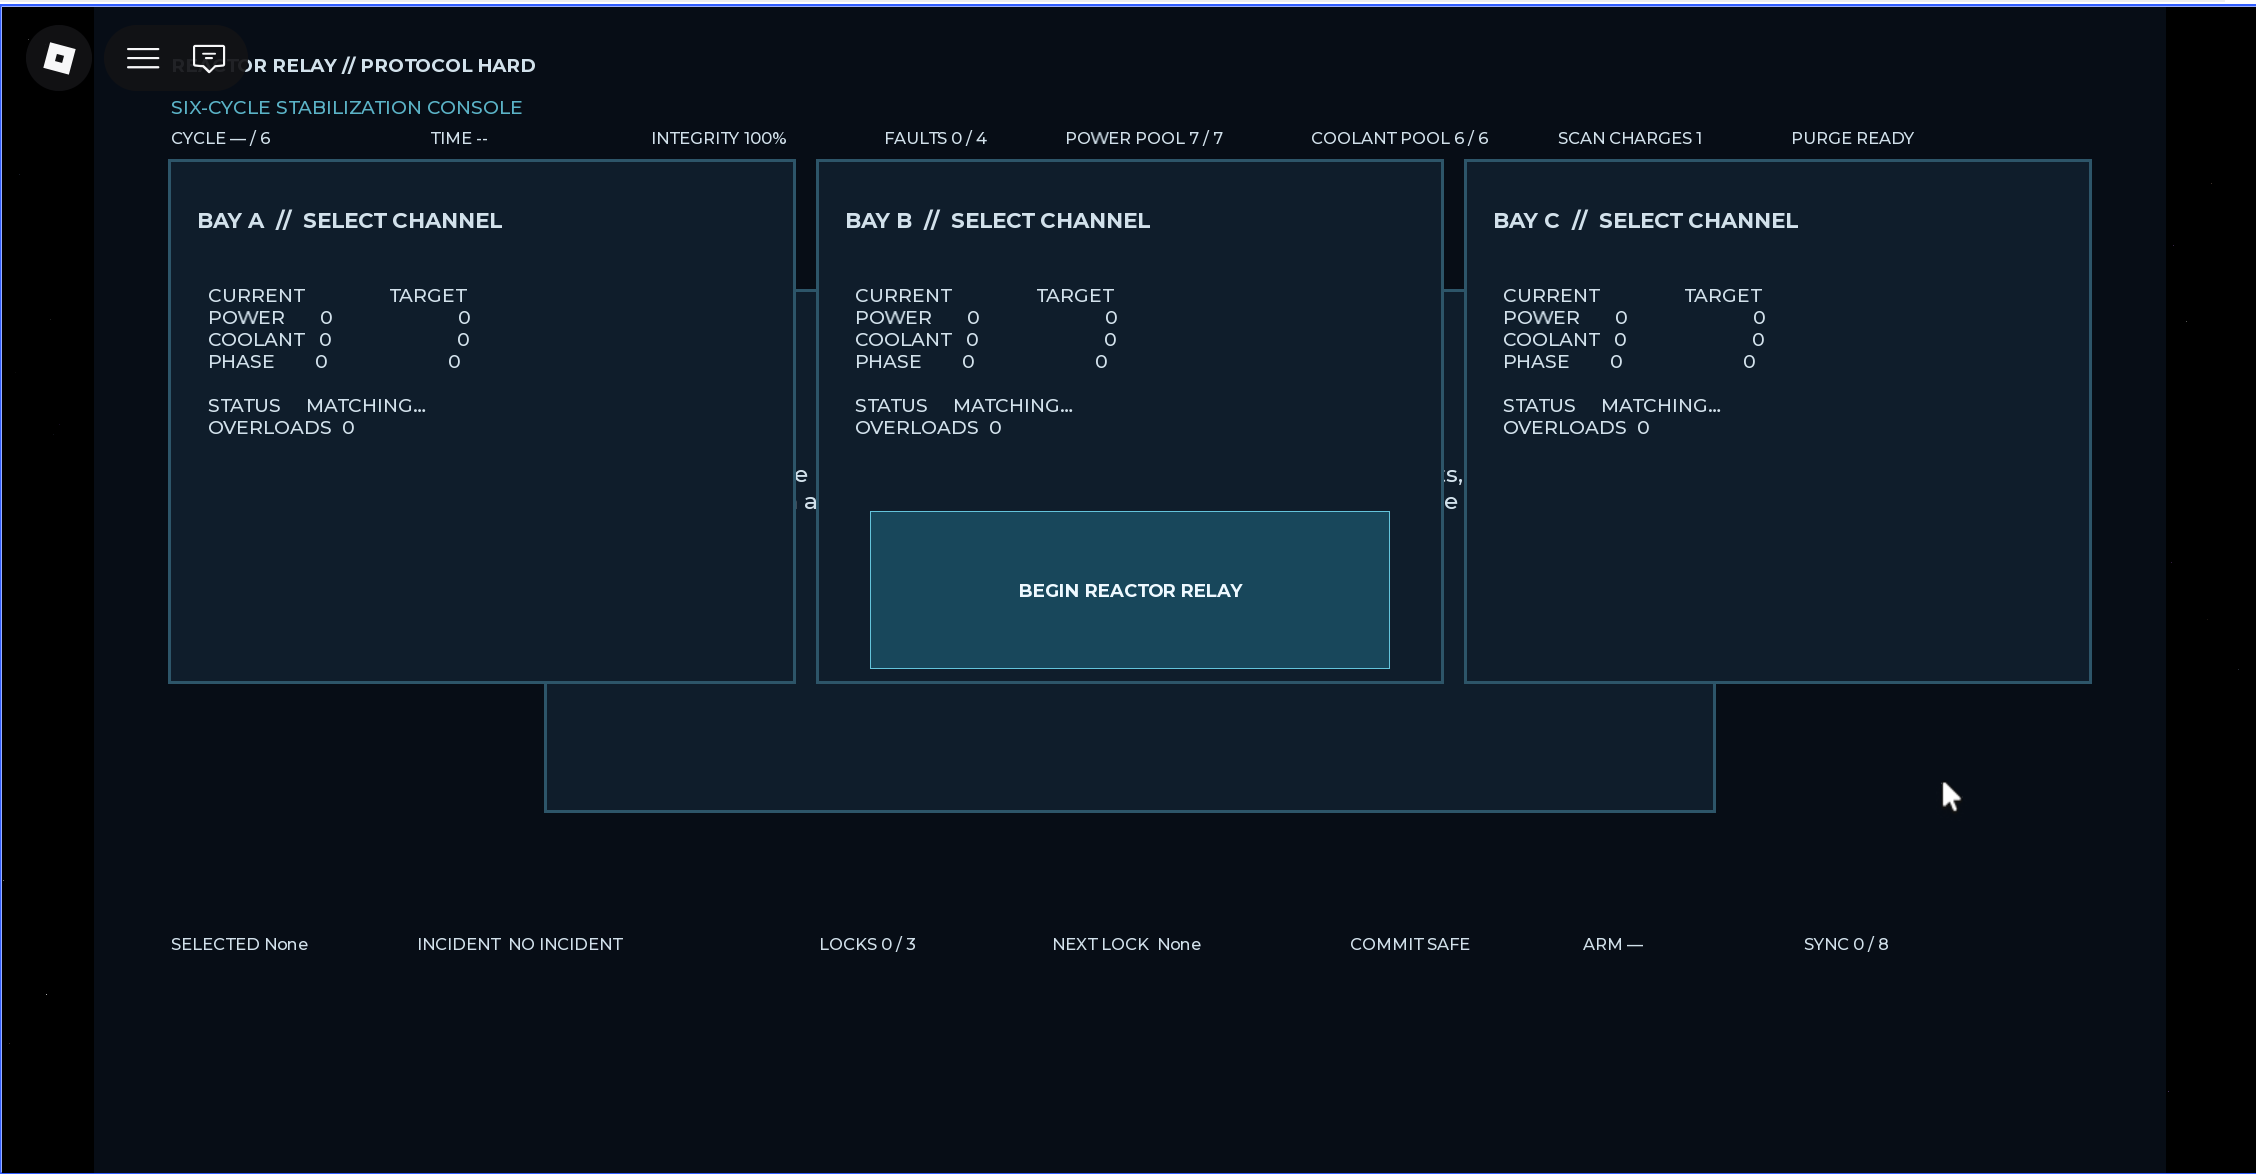 OR RELAY // PROTOCOL HARD
SIX-CYCLE STABILIZATION CONSOLE
CYCLE — / 6 TIME -- INTEGRITY 100% FAULTS 0 / 4 POWER POOL 7 / 7 COOLANT POOL 6 / 6 SCAN CHARGES 1 PURGE READY
BAY A // SELECT CHANNEL
CURRENT TARGET
POWER 0 0
COOLANT 0 0
PHASE 0 0
STATUS MATCHING...
OVERLOADS 0
BAY B // SELECT CHANNEL
CURRENT TARGET
POWER 0 0
COOLANT 0 0
PHASE 0 0
STATUS MATCHING...
OVERLOADS 0
BEGIN REACTOR RELAY
BAY C // SELECT CHANNEL
CURRENT TARGET
POWER 0 0
COOLANT 0 0
PHASE 0 0
STATUS MATCHING...
OVERLOADS 0
SELECTED None INCIDENT NO INCIDENT LOCKS 0 / 3 NEXT LOCK None COMMIT SAFE ARM — SYNC 0 / 8